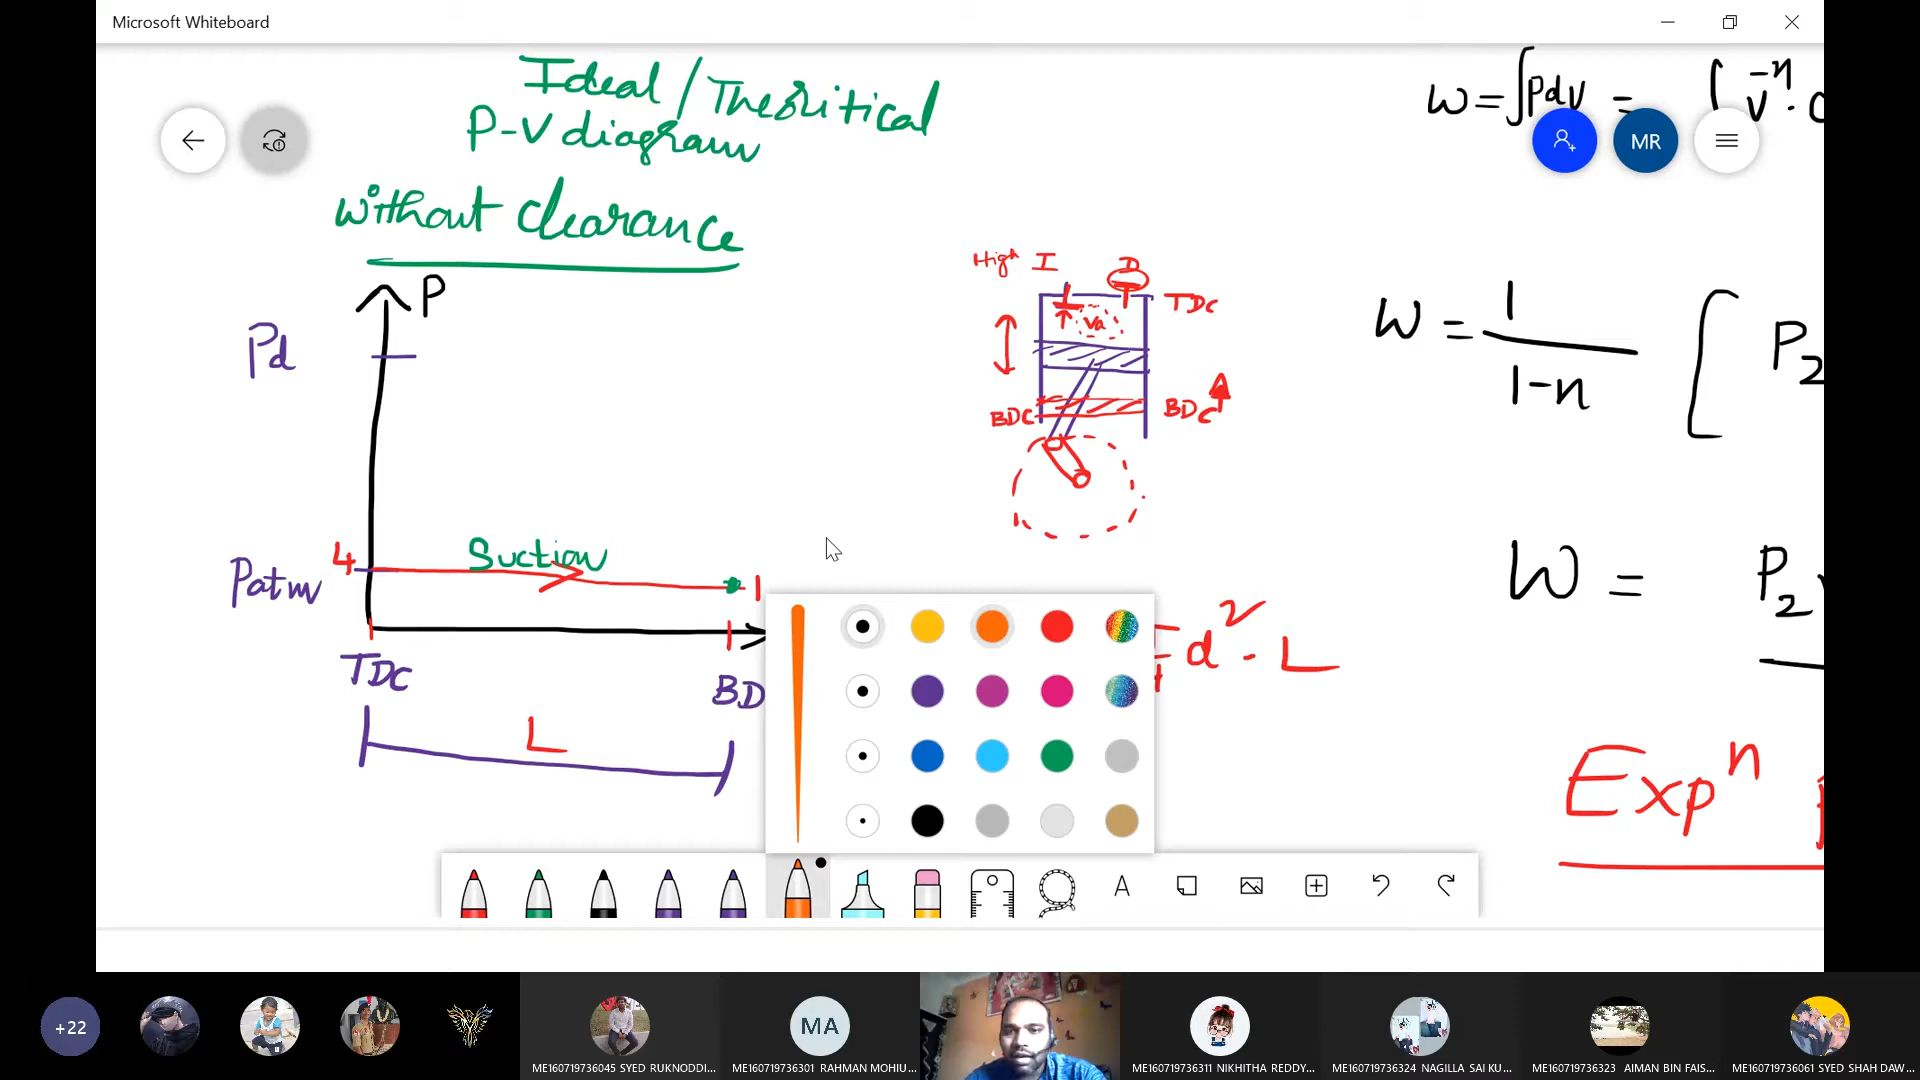 Microsoft Whiteboard
Ideal / Theoritical
P-V diagram
without clearance
W = ∫Pdv =
v^-n .
MR
P
Pd
High I D
TDC
Va
BDC
BDC
W = 1/1-n [ P2
4 Suction 1
Patm
TDC
BD
L
d² - L
W = P2
Expⁿ
A
+22
MA
ME160719736045 SYED RUKNODDI...
ME160719736301 RAHMAN MOHIU...
ME160719736311 NIKHITHA REDDY...
ME160719736324 NAGILLA SAI KU...
ME160719736323 AIMAN BIN FAIS...
ME160719736061 SYED SHAH DAW...